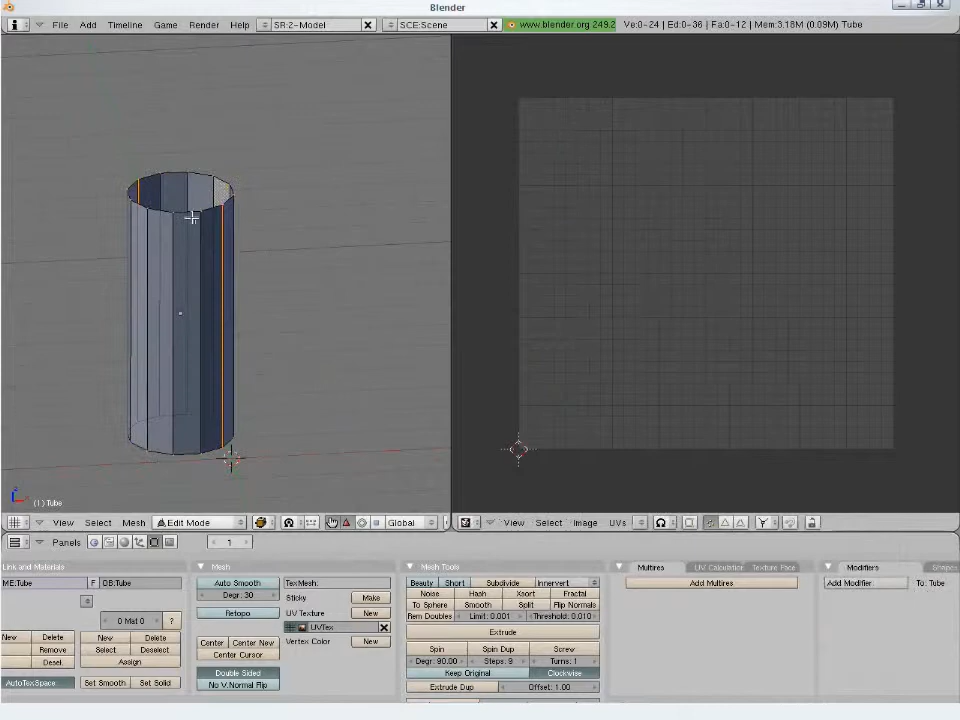 Blender
File Add Timeline Game Render Help SR:2-Model SCE:Scene www.blender.org 249.2 Ve:0-24 | Ed:0-36 | Fa:0-12 | Mem:3.18M (0.09M) Tube
(1) Tube
View Select Mesh Edit Mode Global View Select Image UVs
Panels 1
Link and Materials Mesh Mesh Tools Multires UV Calculation Texture Face Modifiers Shapes
ME:Tube F OB:Tube Auto Smooth TexMesh: Beauty Short Subdivide Innervert Add Multires Add Modifier To: Tube
Degr: 30 Sticky Make Noise Hash Xsort Fractal
Retopo UV Texture New To Sphere Smooth Split Flip Normals
0 Mat 0 ? UVTex Rem Doubles Limit: 0.001 Threshold: 0.010
New Delete New Delete Center Center New Vertex Color New Extrude
Remove Select Deselect Center Cursor Spin Spin Dup Screw
Desel. Assign Degr: 90.00 Steps: 9 Turns: 1
Double Sided Keep Original Clockwise
AutoTexSpace Set Smooth Set Solid No V.Normal Flip Extrude Dup Offset: 1.00